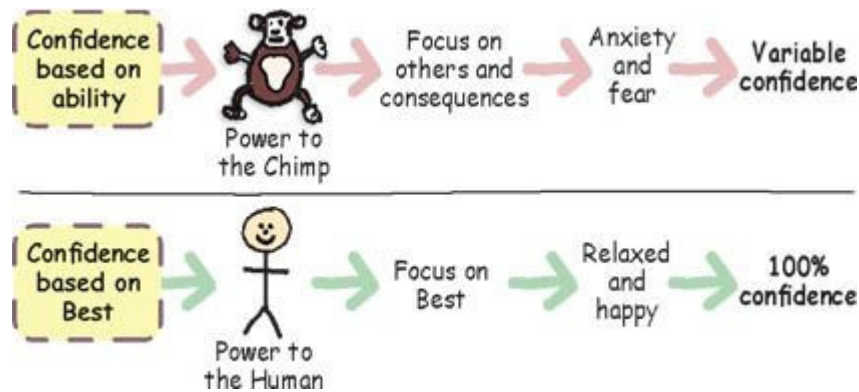 Confidence
based on
ability
Power to
the Chimp
Focus on
others and
consequences
Anxiety
and
fear
Variable
confidence
Confidence
based on
Best
Power to
the Human
Focus on
Best
Relaxed
and
happy
100%
confidence